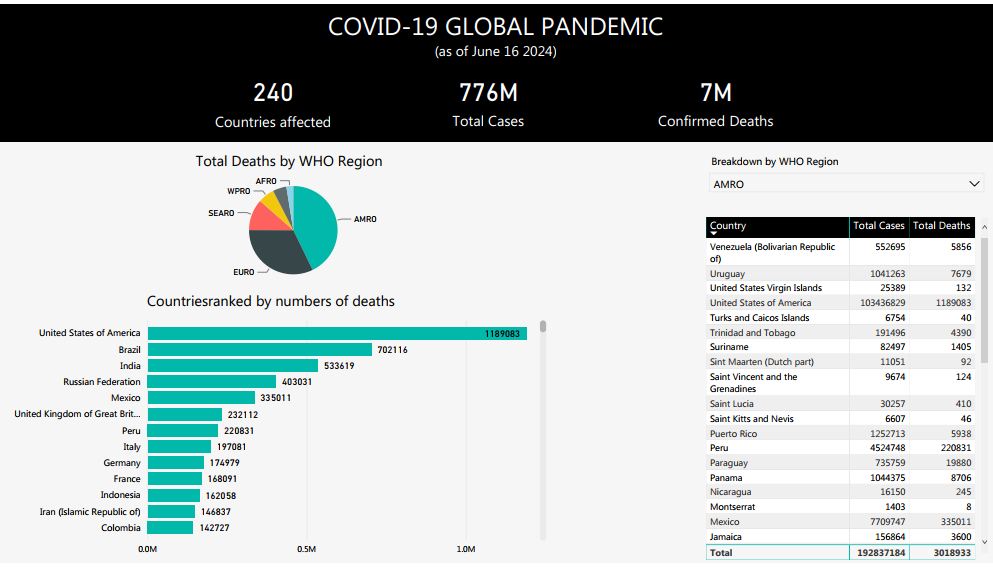 COVID-19 GLOBAL PANDEMIC
(as of June 16 2024)
240
Countries affected
776M
Total Cases
7M
Confirmed Deaths
Total Deaths by WHO Region
AFRO
WPRO
SEARO
AMRO
EURO
Countriesranked by numbers of deaths
United States of America 1189083
Brazil 702116
India 533619
Russian Federation 403031
Mexico 335011
United Kingdom of Great Brit... 232112
Peru 220831
Italy 197081
Germany 174979
France 168091
Indonesia 162058
Iran (Islamic Republic of) 146837
Colombia 142727
0.0M 0.5M 1.0M
Breakdown by WHO Region
AMRO
Country Total Cases Total Deaths
Venezuela (Bolivarian Republic 552695 5856
of)
Uruguay 1041263 7679
United States Virgin Islands 25389 132
United States of America 103436829 1189083
Turks and Caicos Islands 6754 40
Trinidad and Tobago 191496 4390
Suriname 82497 1405
Sint Maarten (Dutch part) 11051 92
Saint Vincent and the 9674 124
Grenadines
Saint Lucia 30257 410
Saint Kitts and Nevis 6607 46
Puerto Rico 1252713 5938
Peru 4524748 220831
Paraguay 735759 19880
Panama 1044375 8706
Nicaragua 16150 245
Montserrat 1403 8
Mexico 7709747 335011
Jamaica 156864 3600
Total 192837184 3018933